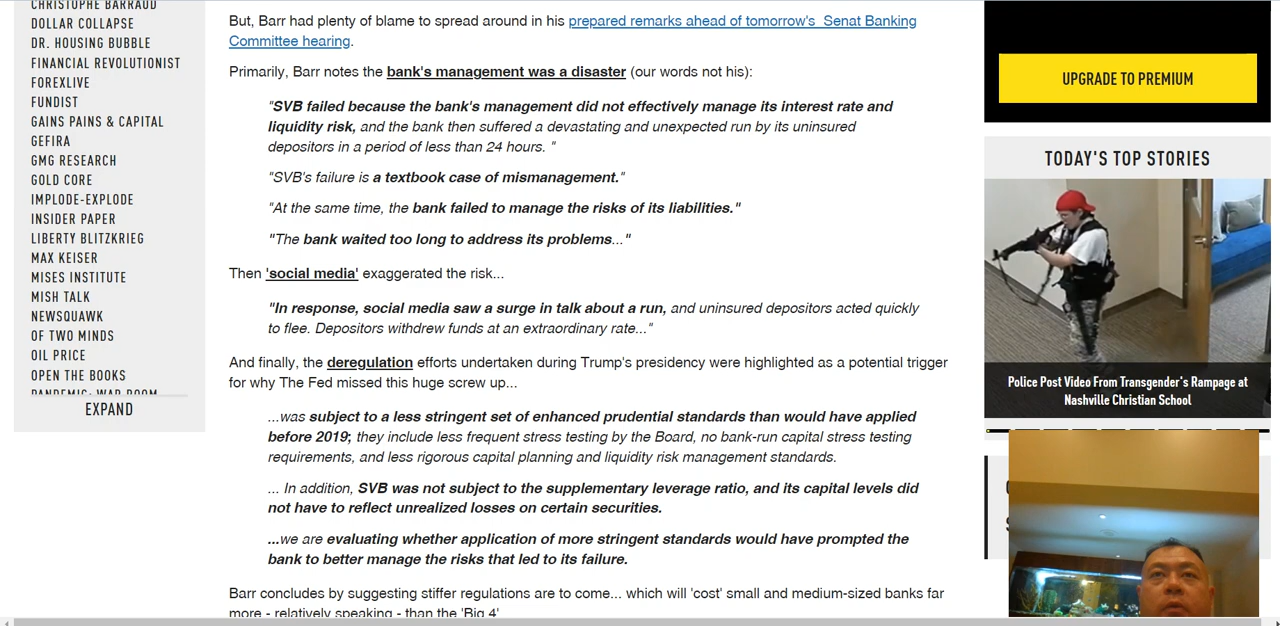 CHRISTOPHE BARRAUD
DOLLAR COLLAPSE
DR. HOUSING BUBBLE
FINANCIAL REVOLUTIONIST
FOREXLIVE
FUNDIST
GAINS PAINS & CAPITAL
GEFIRA
GMG RESEARCH
GOLD CORE
IMPLODE-EXPLODE
INSIDER PAPER
LIBERTY BLITZKRIEG
MAX KEISER
MISES INSTITUTE
MISH TALK
NEWSQUAWK
OF TWO MINDS
OIL PRICE
OPEN THE BOOKS
PANDEMIC: WAR ROOM
EXPAND
But, Barr had plenty of blame to spread around in his prepared remarks ahead of tomorrow's Senat Banking
Committee hearing.
Primarily, Barr notes the bank's management was a disaster (our words not his):
"SVB failed because the bank's management did not effectively manage its interest rate and
liquidity risk, and the bank then suffered a devastating and unexpected run by its uninsured
depositors in a period of less than 24 hours. "
"SVB's failure is a textbook case of mismanagement."
"At the same time, the bank failed to manage the risks of its liabilities."
"The bank waited too long to address its problems..."
Then 'social media' exaggerated the risk...
"In response, social media saw a surge in talk about a run, and uninsured depositors acted quickly
to flee. Depositors withdrew funds at an extraordinary rate..."
And finally, the deregulation efforts undertaken during Trump's presidency were highlighted as a potential trigger
for why The Fed missed this huge screw up...
...was subject to a less stringent set of enhanced prudential standards than would have applied
before 2019; they include less frequent stress testing by the Board, no bank-run capital stress testing
requirements, and less rigorous capital planning and liquidity risk management standards.
... In addition, SVB was not subject to the supplementary leverage ratio, and its capital levels did
not have to reflect unrealized losses on certain securities.
...we are evaluating whether application of more stringent standards would have prompted the
bank to better manage the risks that led to its failure.
Barr concludes by suggesting stiffer regulations are to come... which will 'cost' small and medium-sized banks far
more - relatively speaking - than the 'Big 4'
UPGRADE TO PREMIUM
TODAY'S TOP STORIES
Police Post Video From Transgender's Rampage at
Nashville Christian School